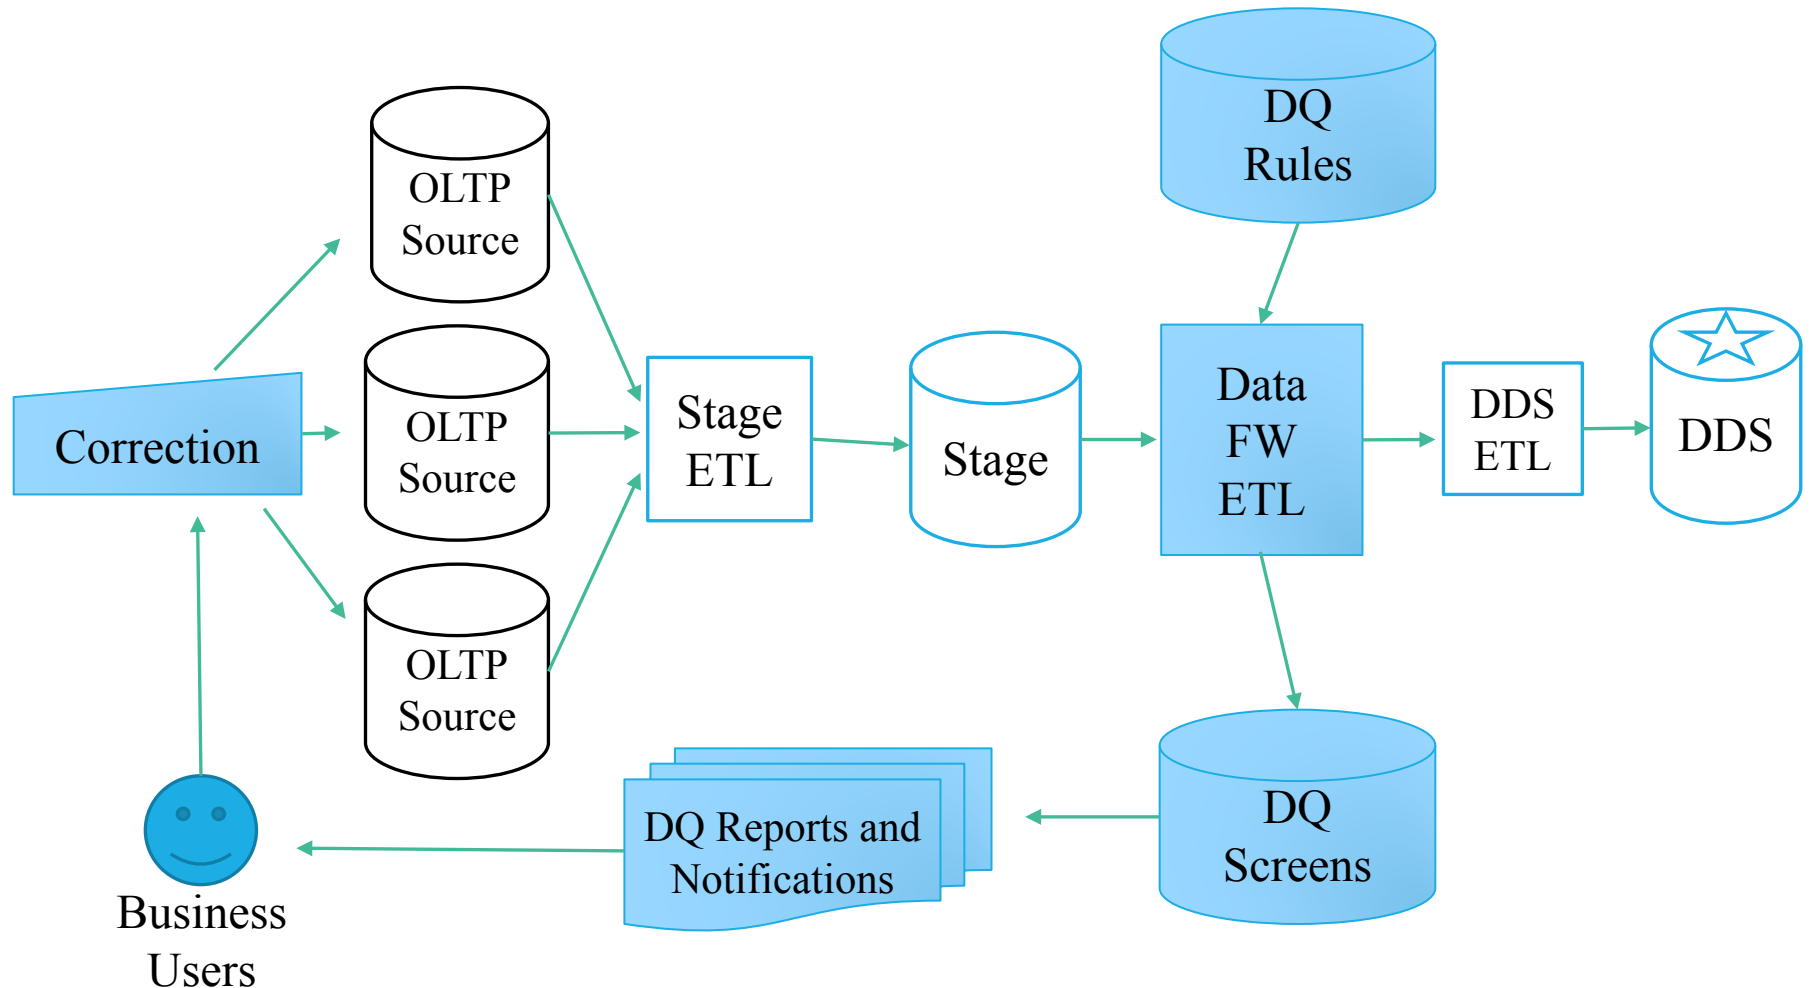 DQ
Rules
OLTP
Source
Correction
OLTP
Source
Stage
ETL
Stage
Data
FW
ETL
DDS
ETL
DDS
OLTP
Source
DQ Reports and
Notifications
DQ
Screens
Business
Users